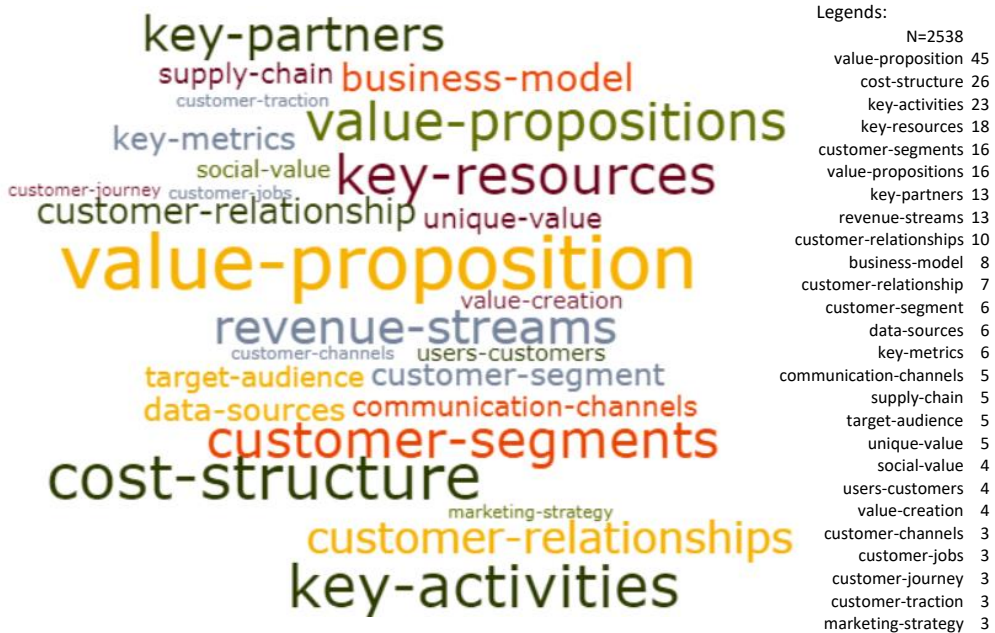 key-partners
supply-chain business-model
customer-traction
key-metrics value-propositions
social-value key-resources
customer-journey customer-jobs
customer-relationship unique-value
value-proposition
value-creation
revenue-streams
customer-channels users-customers
target-audience customer-segment
data-sources communication-channels
customer-segments
cost-structure
marketing-strategy
customer-relationships
key-activities
Legends:
N=2538
value-proposition 45
cost-structure 26
key-activities 23
key-resources 18
customer-segments 16
value-propositions 16
key-partners 13
revenue-streams 13
customer-relationships 10
business-model 8
customer-relationship 7
customer-segment 6
data-sources 6
key-metrics 6
communication-channels 5
supply-chain 5
target-audience 5
unique-value 5
social-value 4
users-customers 4
value-creation 4
customer-channels 3
customer-jobs 3
customer-journey 3
customer-traction 3
marketing-strategy 3